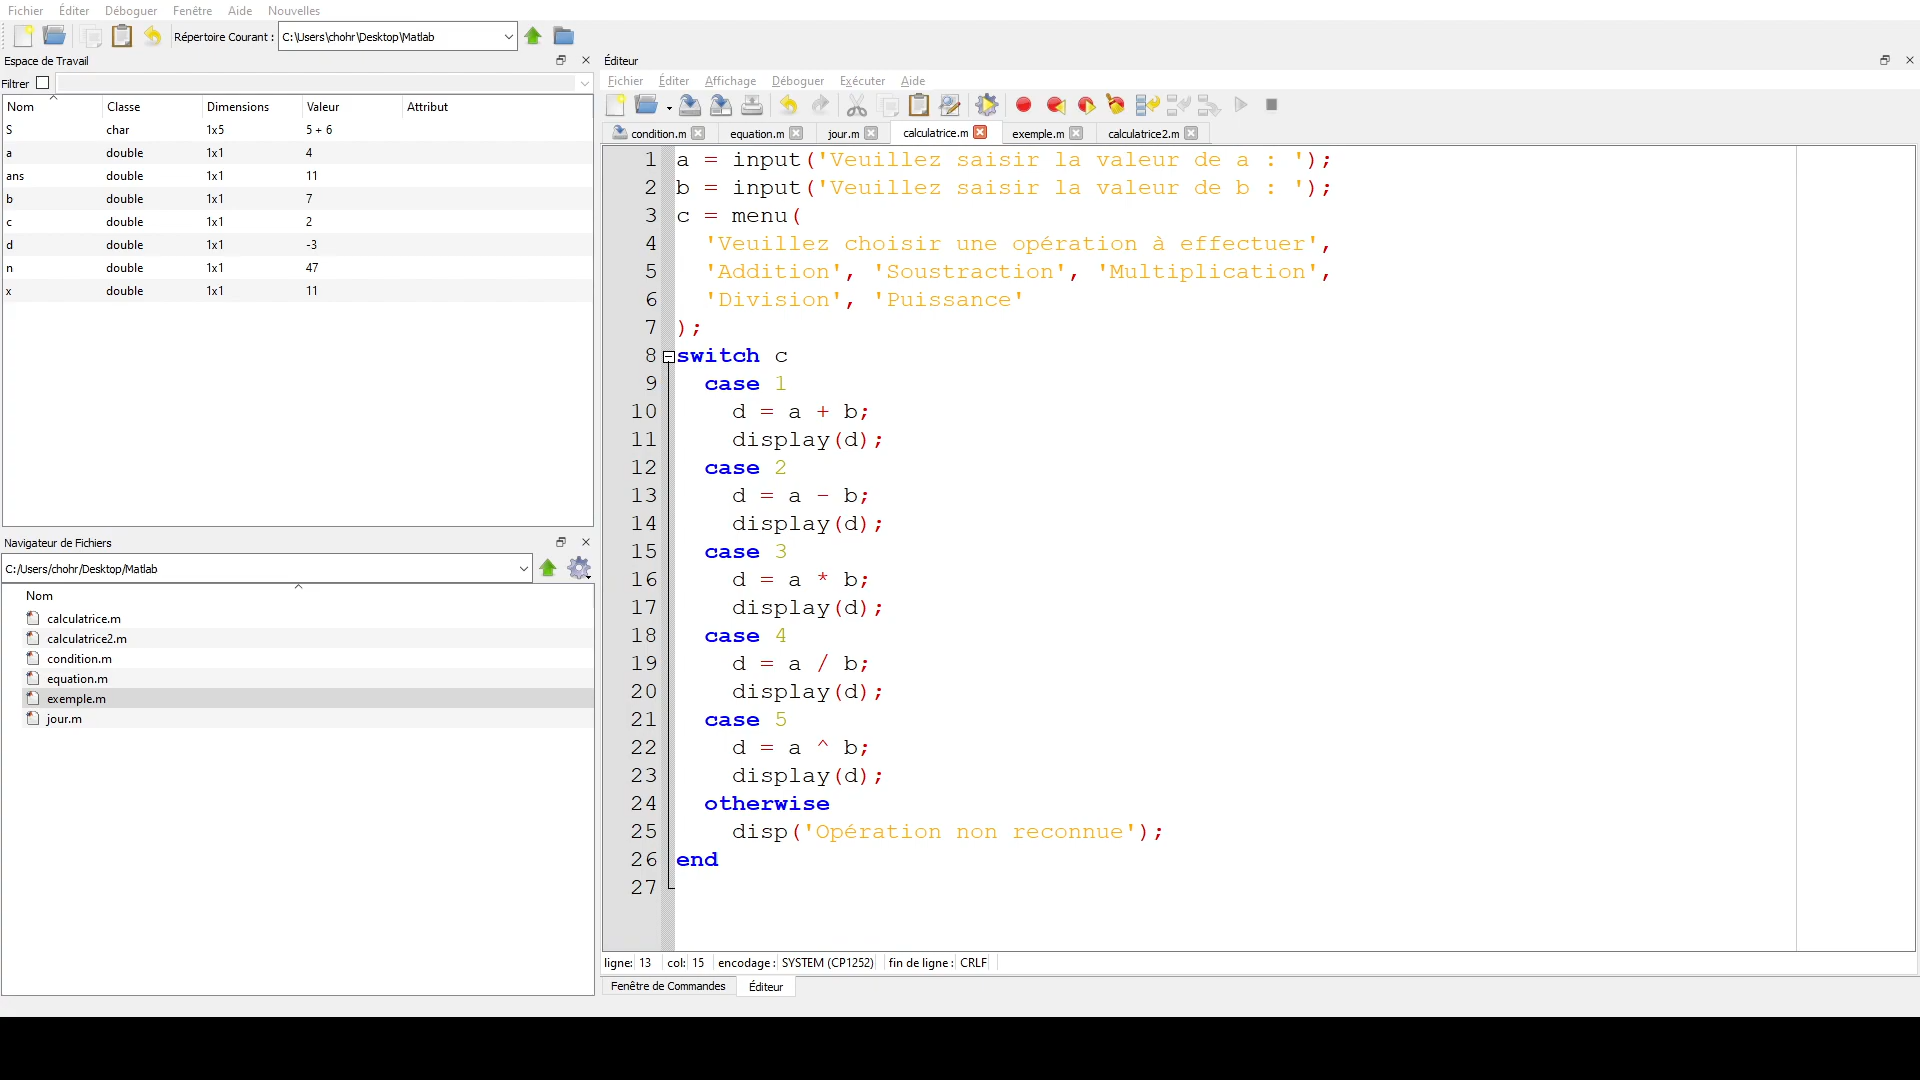 Fichier Éditer Déboguer Fenêtre Aide Nouvelles
Répertoire Courant : C:\Users\chohr\Desktop\Matlab
Espace de Travail
Filtrer
Nom Classe Dimensions Valeur Attribut
S char 1x5 5 + 6
a double 1x1 4
ans double 1x1 11
b double 1x1 7
c double 1x1 2
d double 1x1 -3
n double 1x1 47
x double 1x1 11
Navigateur de Fichiers
C:/Users/chohr/Desktop/Matlab
Nom
calculatrice.m
calculatrice2.m
condition.m
equation.m
exemple.m
jour.m
Éditeur
Fichier Éditer Affichage Déboguer Exécuter Aide
condition.m equation.m jour.m calculatrice.m exemple.m calculatrice2.m
1 a = input('Veuillez saisir la valeur de a : ');
2 b = input('Veuillez saisir la valeur de b : ');
3 c = menu(
4 'Veuillez choisir une opération à effectuer',
5 'Addition', 'Soustraction', 'Multiplication',
6 'Division', 'Puissance'
7 );
8 switch c
9 case 1
10 d = a + b;
11 display(d);
12 case 2
13 d = a - b;
14 display(d);
15 case 3
16 d = a * b;
17 display(d);
18 case 4
19 d = a / b;
20 display(d);
21 case 5
22 d = a ^ b;
23 display(d);
24 otherwise
25 disp('Opération non reconnue');
26 end
27
ligne: 13 col: 15 encodage : SYSTEM (CP1252) fin de ligne : CRLF
Fenêtre de Commandes Éditeur